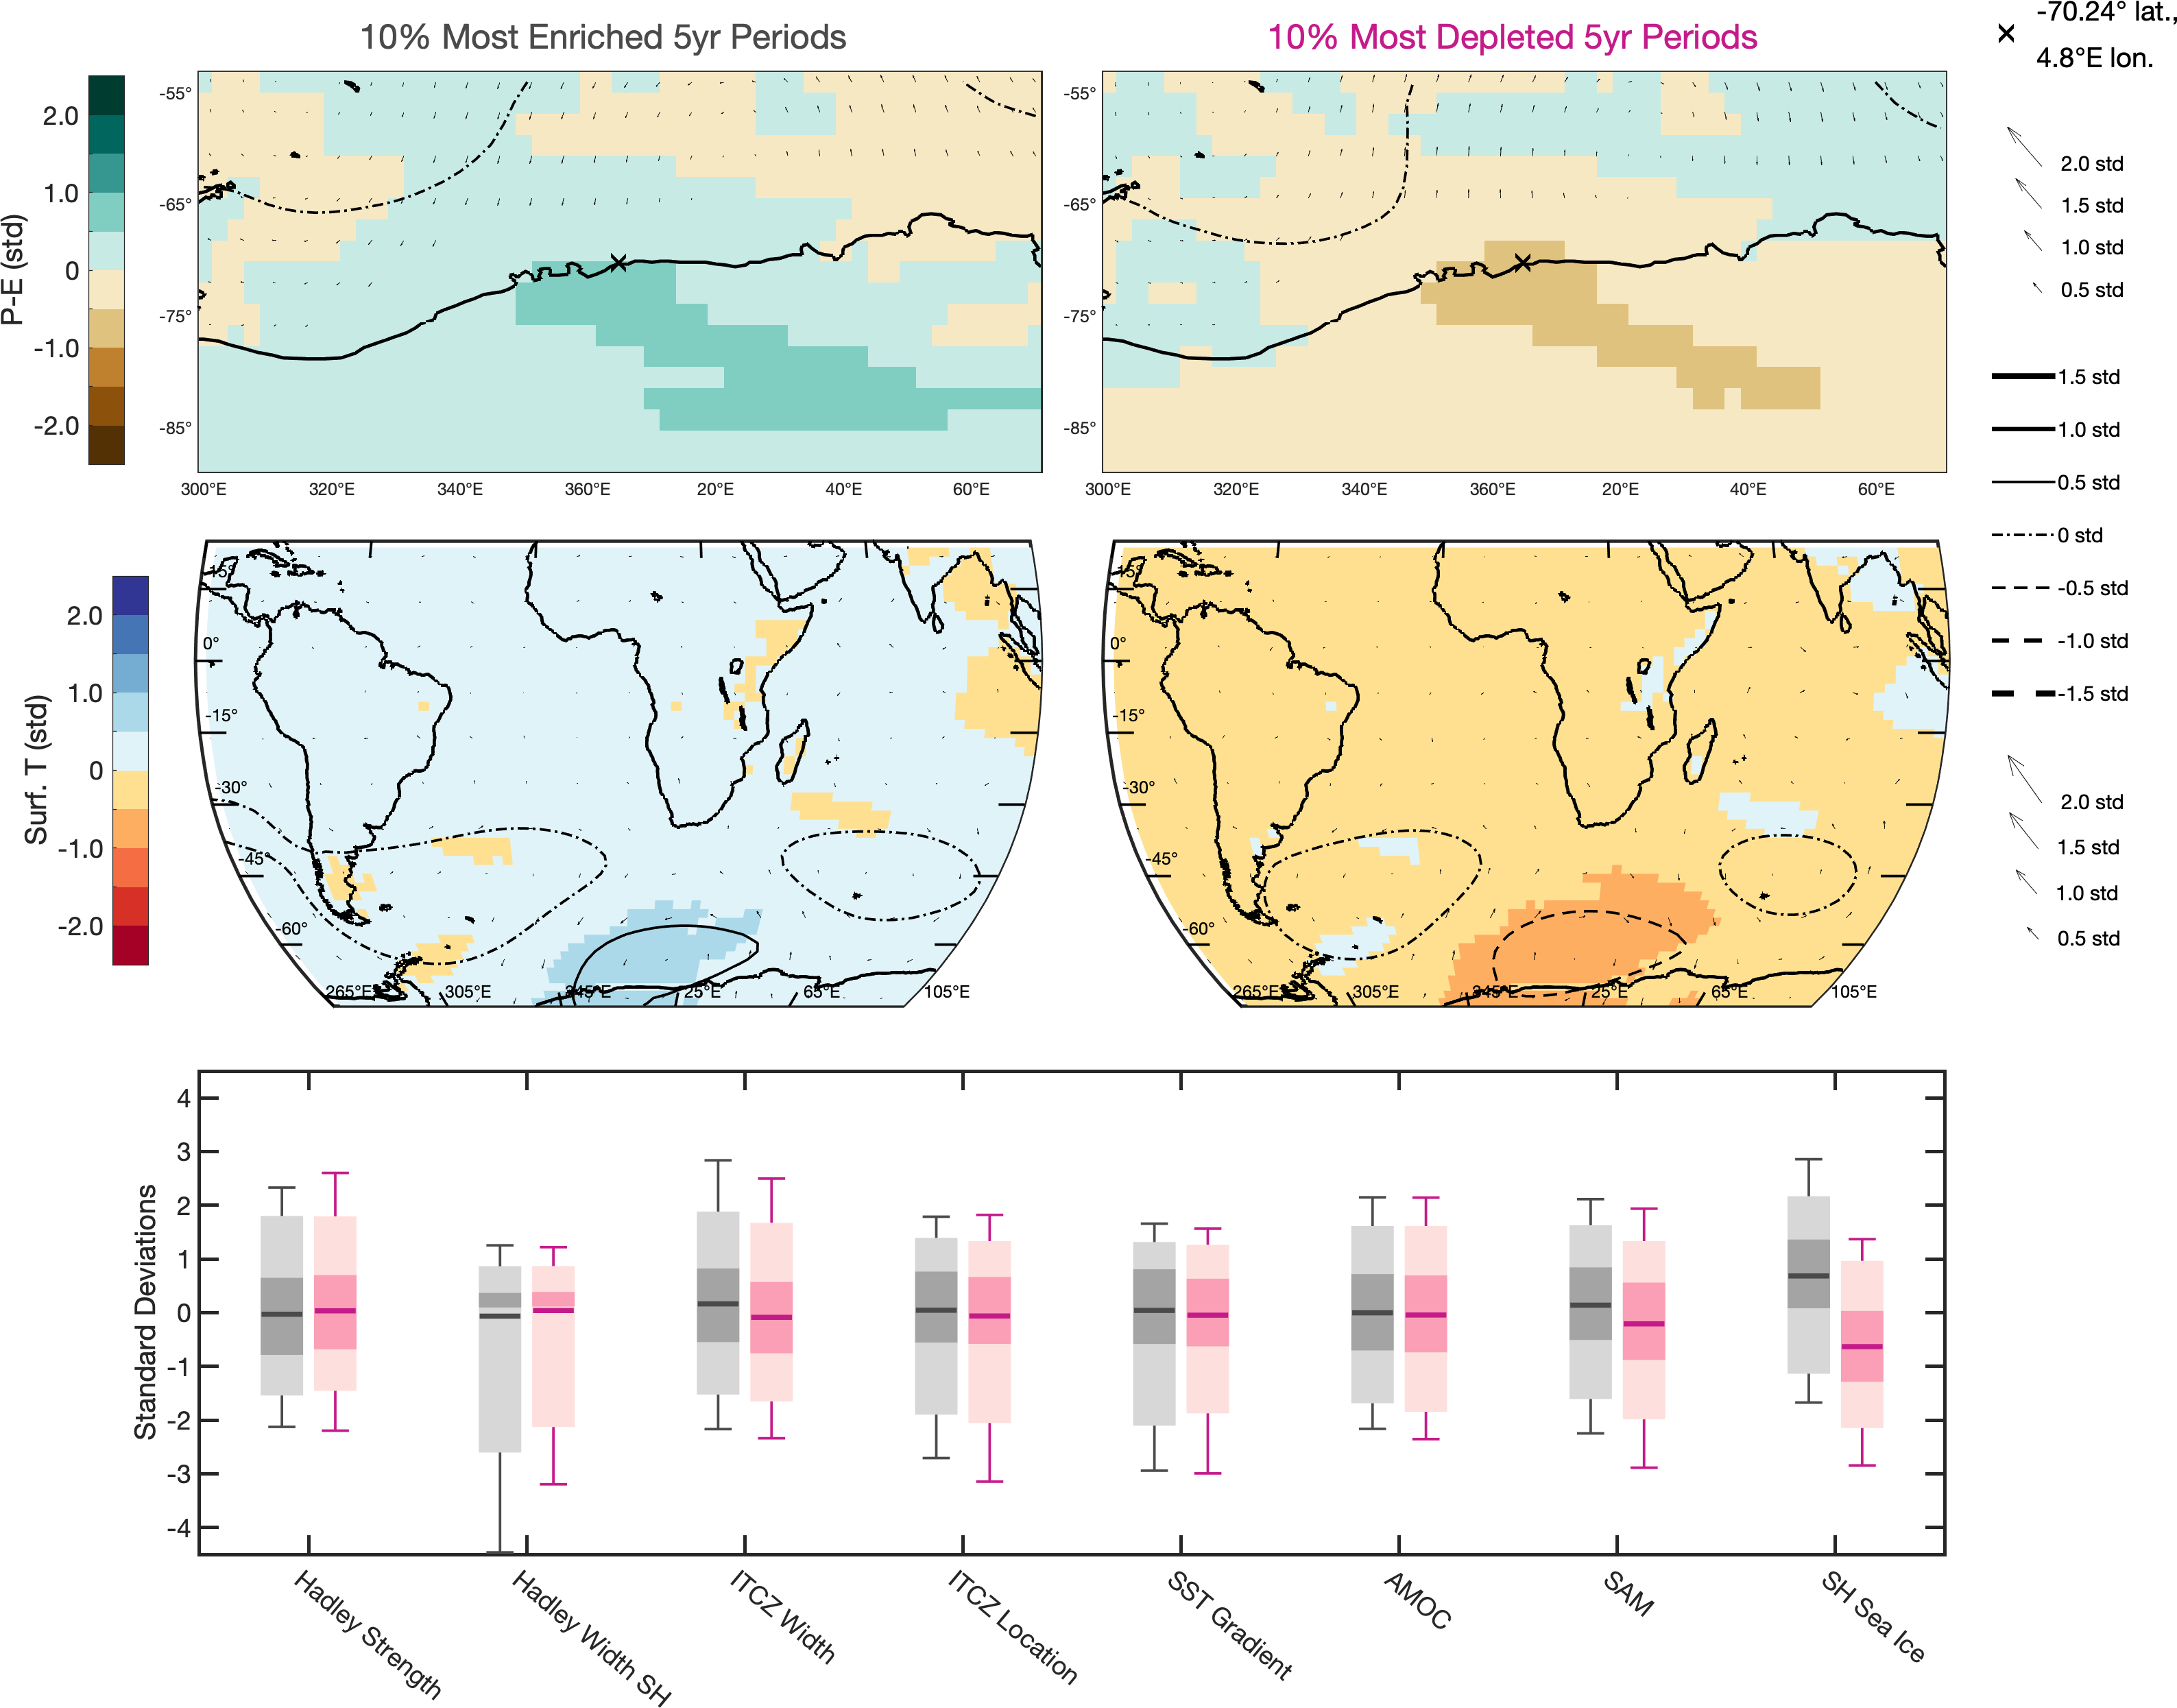 10% Most Enriched 5yr Periods
10% Most Depleted 5yr Periods
-70.24° lat.,
4.8°E lon.
P-E (std)
2.0
1.0
0
-1.0
-2.0
-55°
-65°
-75°
-85°
300°E 320°E 340°E 360°E 20°E 40°E 60°E
-55°
-65°
-75°
-85°
300°E 320°E 340°E 360°E 20°E 40°E 60°E
2.0 std
1.5 std
1.0 std
0.5 std
1.5 std
1.0 std
0.5 std
0 std
-0.5 std
-1.0 std
-1.5 std
2.0 std
1.5 std
1.0 std
0.5 std
Surf. T (std)
2.0
1.0
0
-1.0
-2.0
15°
0°
-15°
-30°
-45°
-60°
265°E 305°E 345°E 25°E 65°E 105°E
15°
0°
-15°
-30°
-45°
-60°
265°E 305°E 345°E 25°E 65°E 105°E
Standard Deviations
4
3
2
1
0
-1
-2
-3
-4
Hadley Strength
Hadley Width SH
ITCZ Width
ITCZ Location
SST Gradient
AMOC
SAM
SH Sea Ice